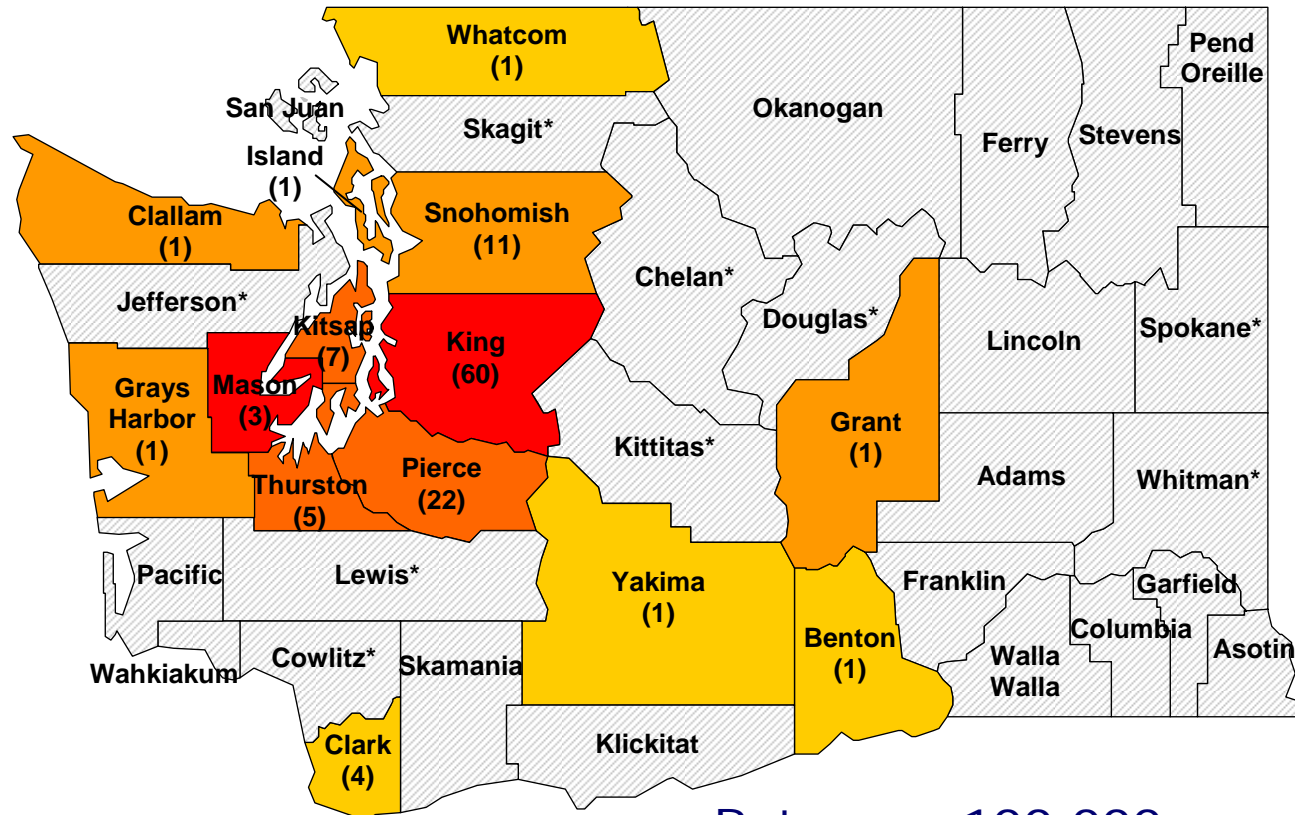 Whatcom
(1)
Pend
Oreille
San Juan
Skagit*
Okanogan
Ferry
Stevens
Island
(1)
Clallam
(1)
Snohomish
(11)
Chelan*
Jefferson*
Kitsap
(7)
King
(60)
Douglas*
Lincoln
Spokane*
Grays
Harbor
(1)
Mason
(3)
Grant
(1)
Kittitas*
Thurston
(5)
Pierce
(22)
Adams
Whitman*
Pacific
Lewis*
Yakima
(1)
Franklin
Garfield
Benton
(1)
Columbia
Walla
Walla
Asotin
Wahkiakum
Cowlitz*
Skamania
Clark
(4)
Klickitat